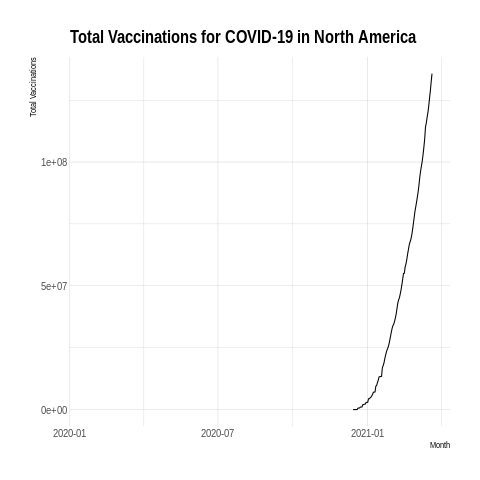 Total Vaccinations for COVID-19 in North America
Total Vaccinations
1e+08
5e+07
0e+00
2020-01
2020-07
2021-01
Month